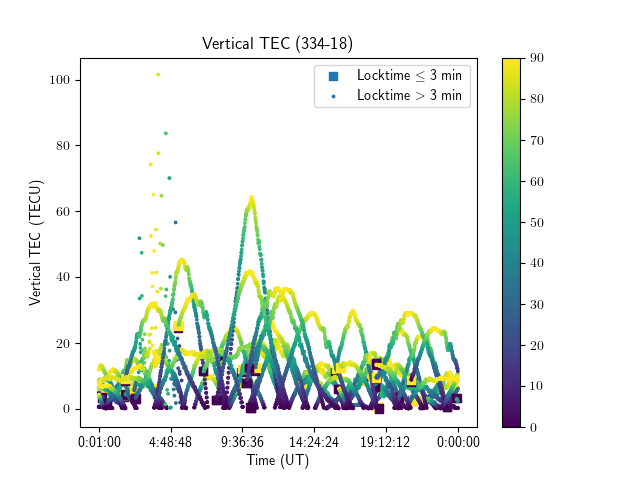 Vertical TEC (334-18)
Locktime ≤ 3 min
Locktime > 3 min
100
80
60
40
20
0
Vertical TEC (TECU)
0:01:00 4:48:48 9:36:36 14:24:24 19:12:12 0:00:00
Time (UT)
90
80
70
60
50
40
30
20
10
0